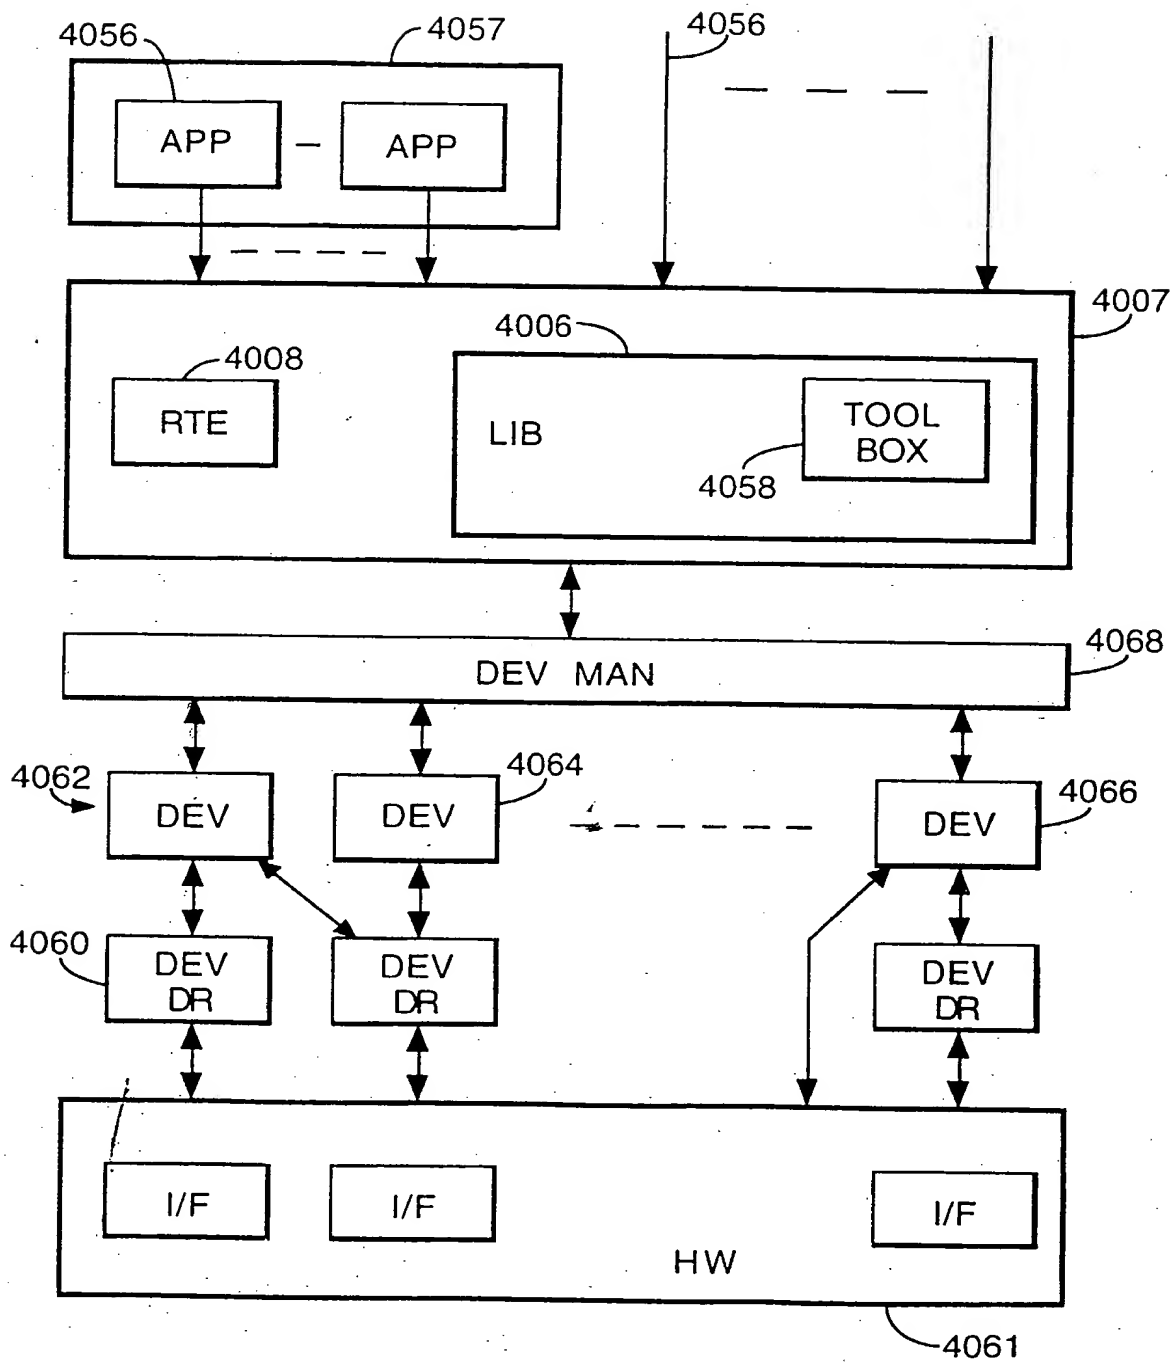 4056
4057
4056
APP
APP
4007
4006
4008
RTE
LIB
TOOL
BOX
4058
4068
DEV MAN
4062
4064
4066
DEV
DEV
DEV
4060
DEV
DR
DEV
DR
DEV
DR
I/F
I/F
I/F
HW
4061